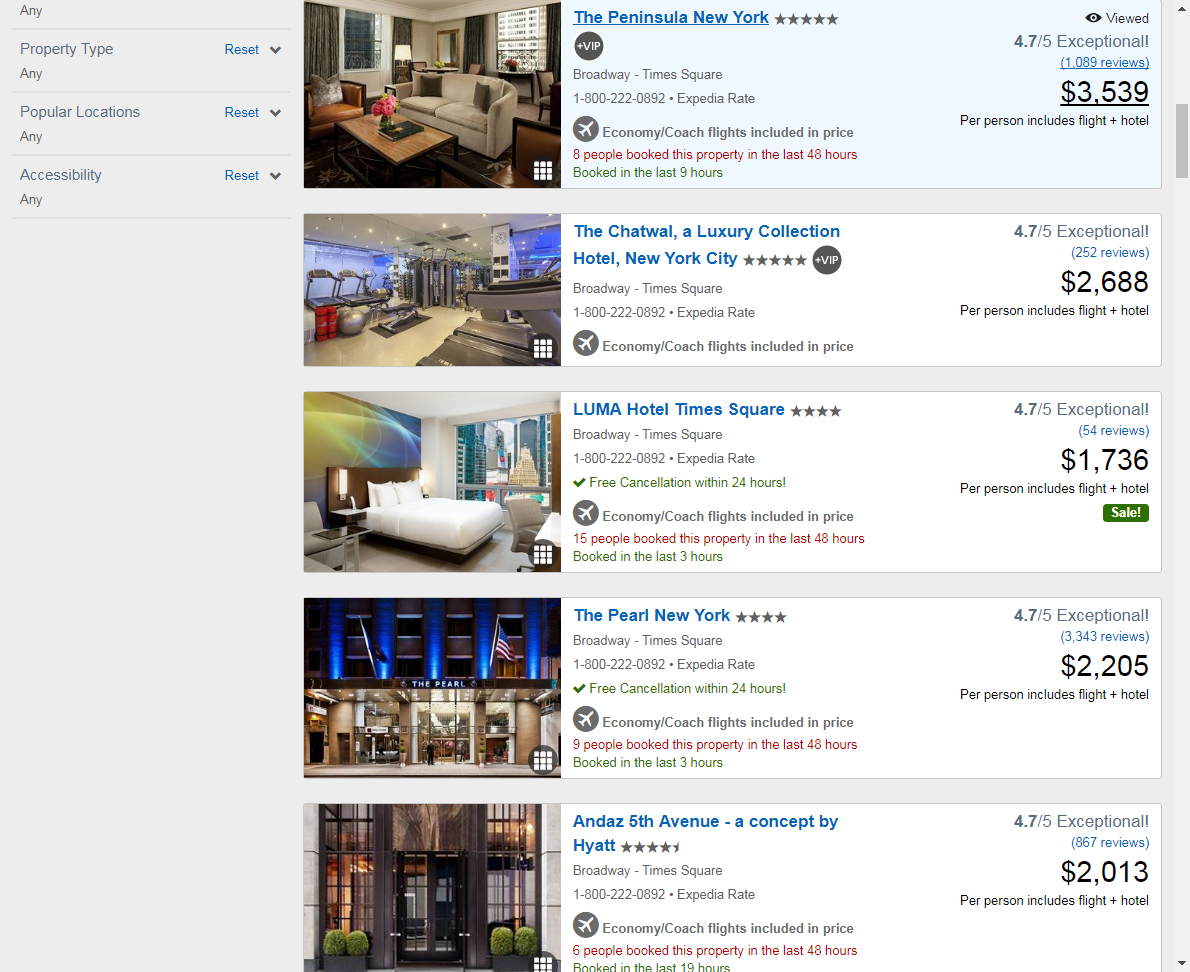 Any
Property Type Reset
Any
Popular Locations Reset
Any
Accessibility Reset
Any
The Peninsula New York
+VIP
Broadway - Times Square
1-800-222-0892 • Expedia Rate
Economy/Coach flights included in price
8 people booked this property in the last 48 hours
Booked in the last 9 hours
Viewed
4.7/5 Exceptional!
(1,089 reviews)
$3,539
Per person includes flight + hotel
The Chatwal, a Luxury Collection
Hotel, New York City +VIP
Broadway - Times Square
1-800-222-0892 • Expedia Rate
Economy/Coach flights included in price
4.7/5 Exceptional!
(252 reviews)
$2,688
Per person includes flight + hotel
LUMA Hotel Times Square
Broadway - Times Square
1-800-222-0892 • Expedia Rate
Free Cancellation within 24 hours!
Economy/Coach flights included in price
15 people booked this property in the last 48 hours
Booked in the last 3 hours
4.7/5 Exceptional!
(54 reviews)
$1,736
Per person includes flight + hotel
Sale!
THE PEARL
The Pearl New York
Broadway - Times Square
1-800-222-0892 • Expedia Rate
Free Cancellation within 24 hours!
Economy/Coach flights included in price
9 people booked this property in the last 48 hours
Booked in the last 3 hours
4.7/5 Exceptional!
(3,343 reviews)
$2,205
Per person includes flight + hotel
Andaz 5th Avenue - a concept by
Hyatt
Broadway - Times Square
1-800-222-0892 • Expedia Rate
Economy/Coach flights included in price
6 people booked this property in the last 48 hours
Booked in the last 19 hours
4.7/5 Exceptional!
(867 reviews)
$2,013
Per person includes flight + hotel